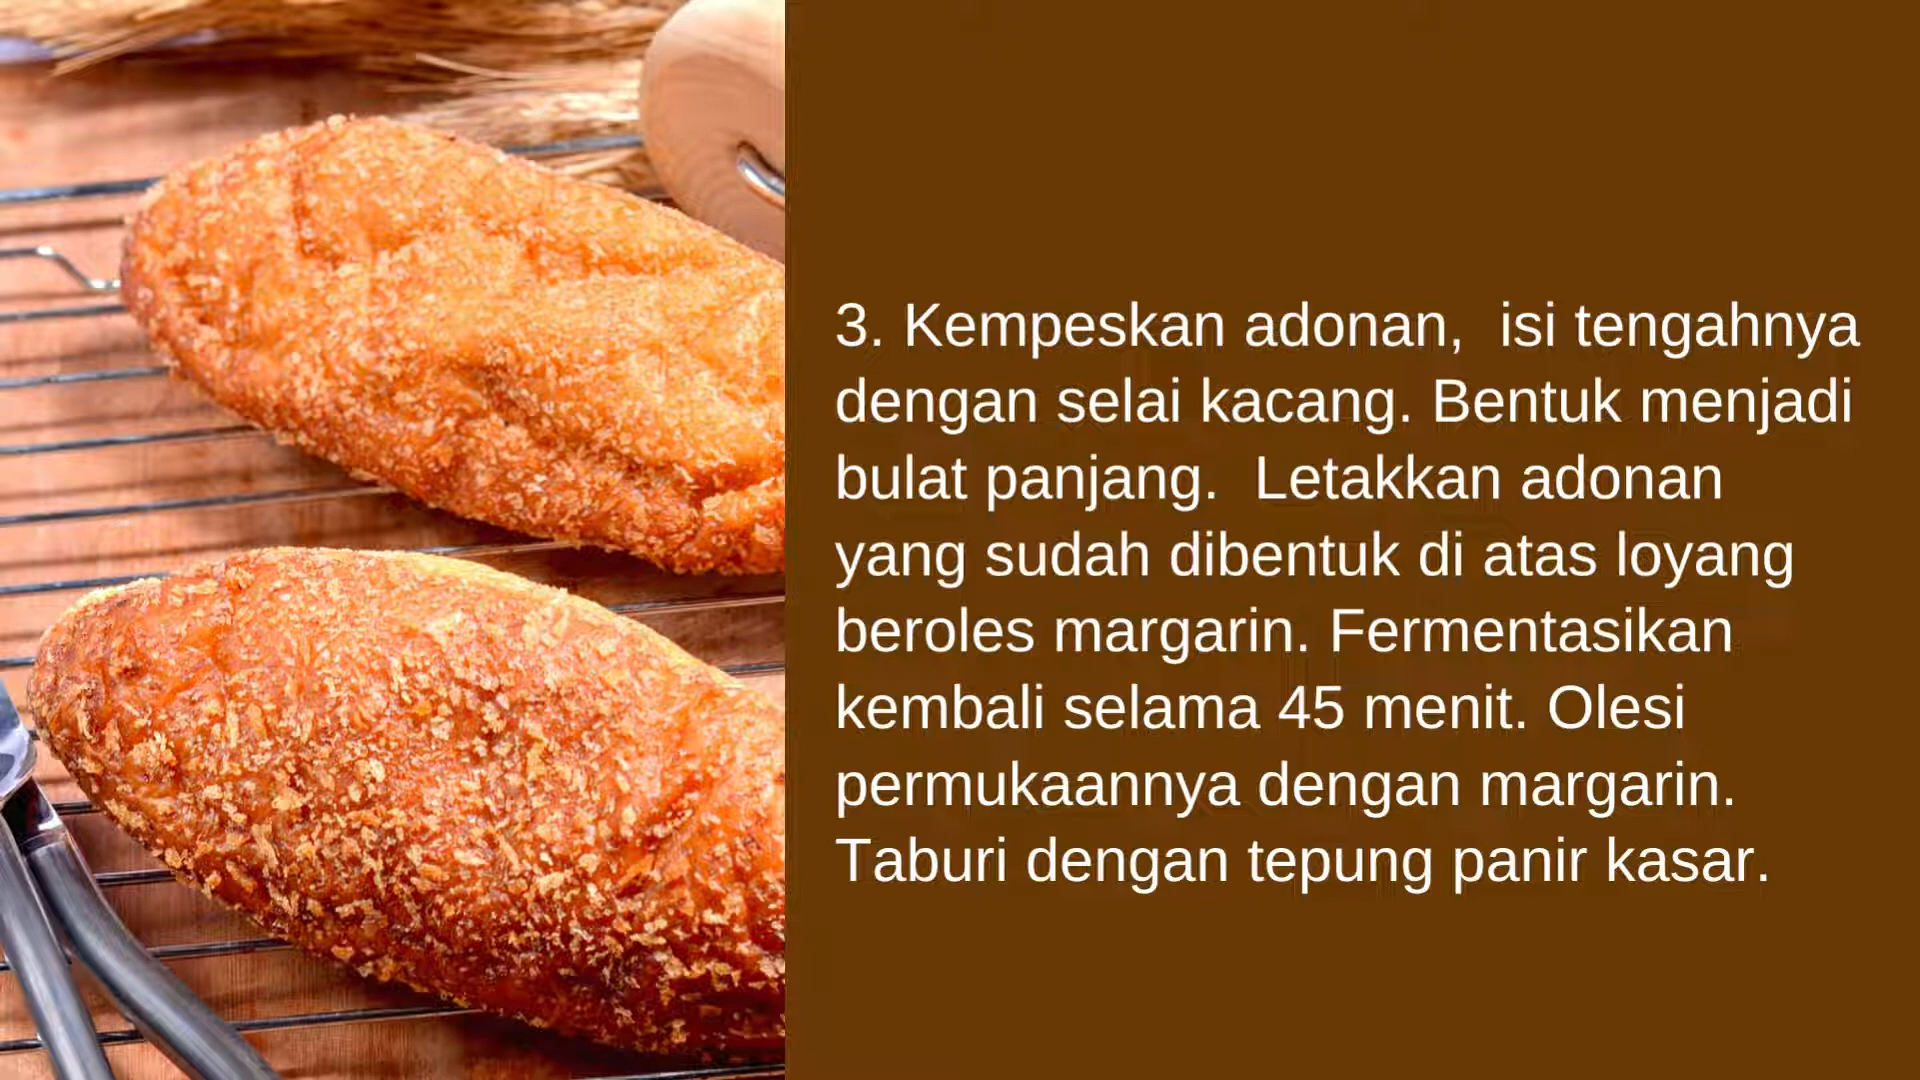 3. Kempeskan adonan,  isi tengahnya
dengan selai kacang. Bentuk menjadi
bulat panjang.  Letakkan adonan
yang sudah dibentuk di atas loyang
beroles margarin. Fermentasikan
kembali selama 45 menit. Olesi
permukaannya dengan margarin.
Taburi dengan tepung panir kasar.